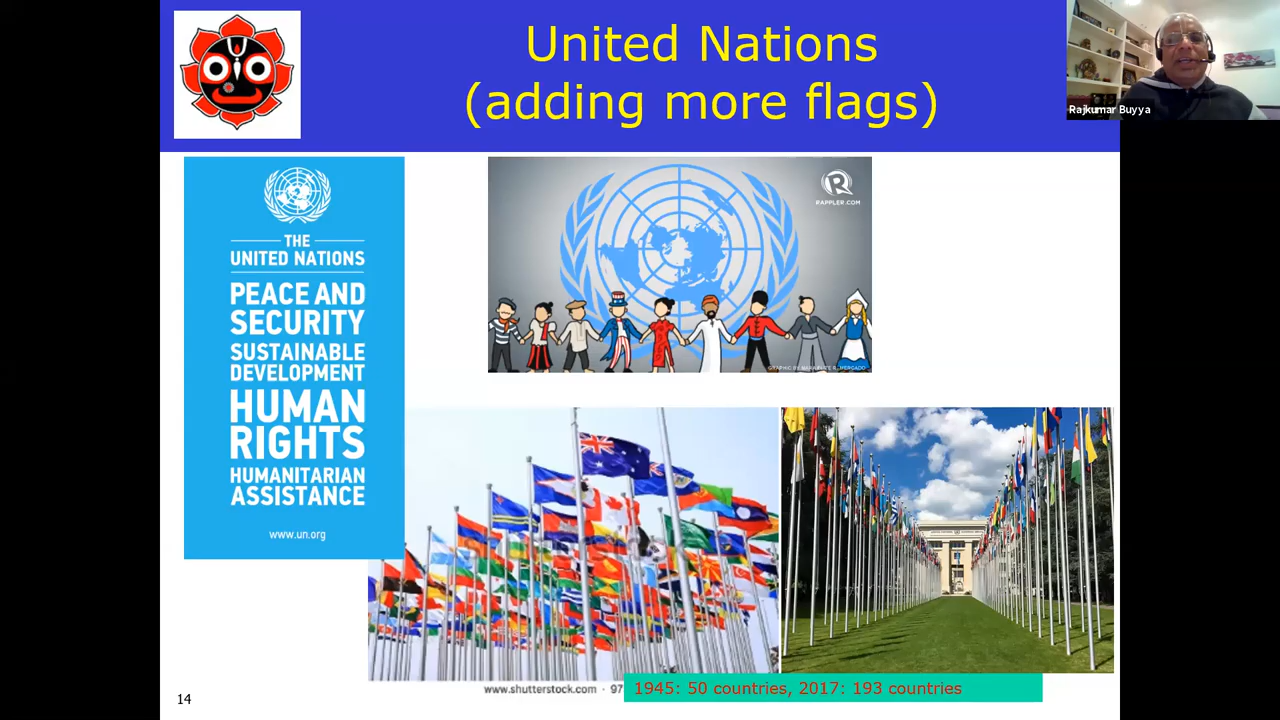 United Nations
(adding more flags)
Rajkumar Buyya
THE
UNITED NATIONS
PEACE AND
SECURITY
SUSTAINABLE
DEVELOPMENT
HUMAN
RIGHTS
HUMANITARIAN
ASSISTANCE
www.un.org
R
RAPPLER.COM
www.shutterstock.com · 97
1945: 50 countries, 2017: 193 countries
14